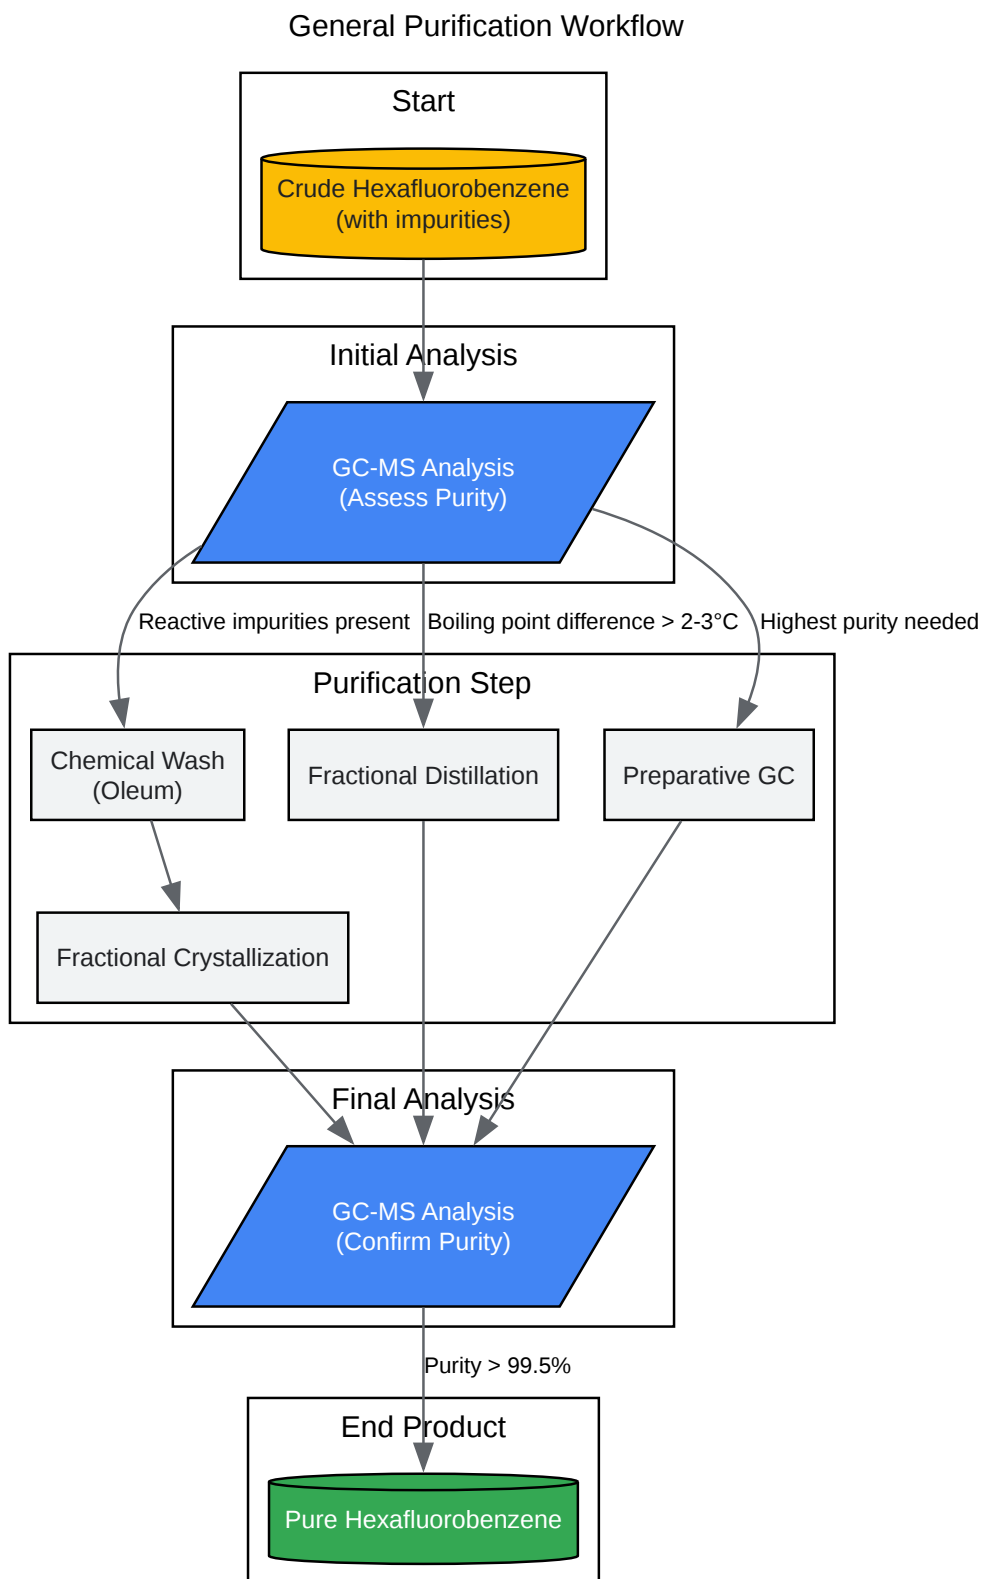 General Purification Workflow
Start
Crude Hexafluorobenzene
(with impurities)
Initial Analysis
GC-MS Analysis
(Assess Purity)
Reactive impurities present
Boiling point difference > 2-3°C
Highest purity needed
Purification Step
Chemical Wash
(Oleum)
Fractional Distillation
Preparative GC
Fractional Crystallization
Final Analysis
GC-MS Analysis
(Confirm Purity)
Purity > 99.5%
End Product
Pure Hexafluorobenzene